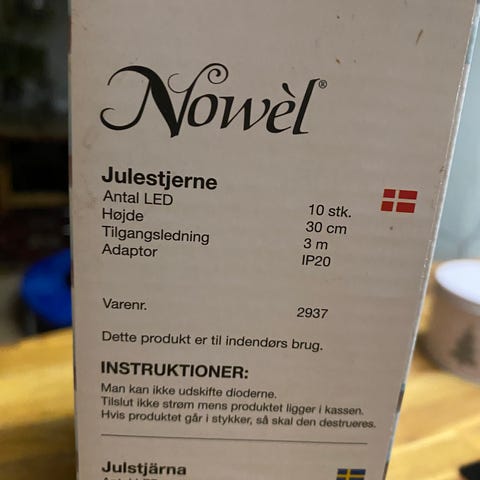 Nowèl®
Julestjerne
Antal LED 10 stk.
Højde 30 cm
Tilgangsledning 3 m
Adaptor IP20
Varenr. 2937
Dette produkt er til indendørs brug.
INSTRUKTIONER:
Man kan ikke udskifte dioderne.
Tilslut ikke strøm mens produktet ligger i kassen.
Hvis produktet går i stykker, så skal den destrueres.
Julstjärna
Antal LED